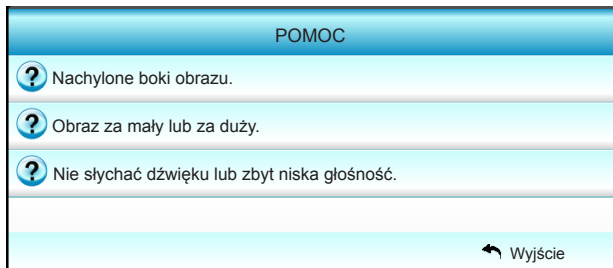 POMOC
Nachylone boki obrazu.
Obraz za mały lub za duży.
Nie słychać dźwięku lub zbyt niska głośność.
Wyjście